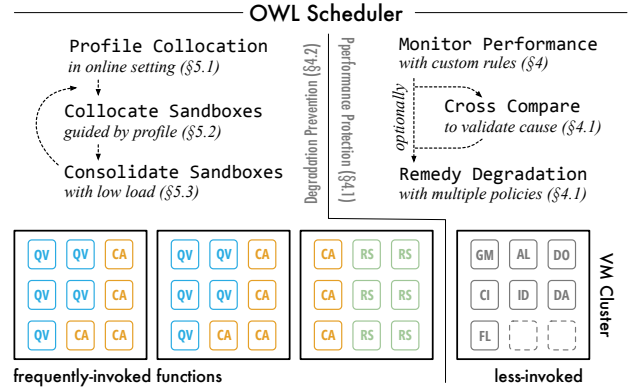 OWL Scheduler
Profile Collocation
in online setting (§5.1)
Collocate Sandboxes
guided by profile (§5.2)
Consolidate Sandboxes
with low load (§5.3)
Degradation Prevention (§4.2)
Pperformance Protection (§4.1)
Monitor Performance
with custom rules (§4)
optionally
Cross Compare
to validate cause (§4.1)
Remedy Degradation
with multiple policies (§4.1)
QV QV CA
QV QV CA
QV CA CA
QV QV CA
QV QV CA
QV CA CA
CA RS RS
CA RS RS
CA RS RS
GM AL DO
CI ID DA
FL
VM Cluster
frequently-invoked functions
less-invoked